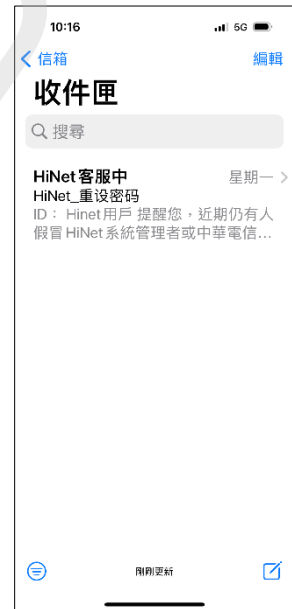 10:16 5G
信箱 編輯
收件匣
搜尋
HiNet客服中 星期一
HiNet_重设密码
ID： Hinet用戶 提醒您，近期仍有人
假冒HiNet系統管理者或中華電信...
剛剛更新